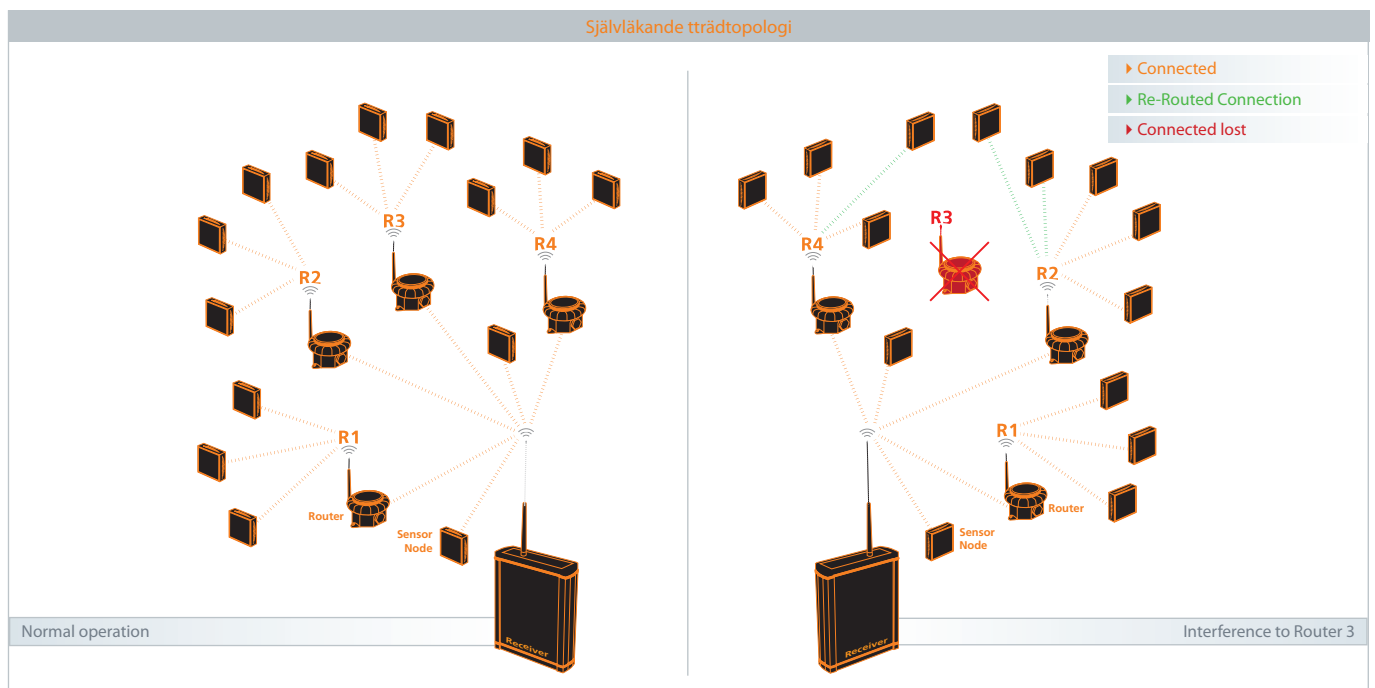 Självläkande tträdtopologi
Connected
Re-Routed Connection
Connected lost
R3
R4
R2
R1
Router
Sensor
Node
Receiver
Normal operation
R3
R4
R2
R1
Router
Sensor
Node
Receiver
Interference to Router 3